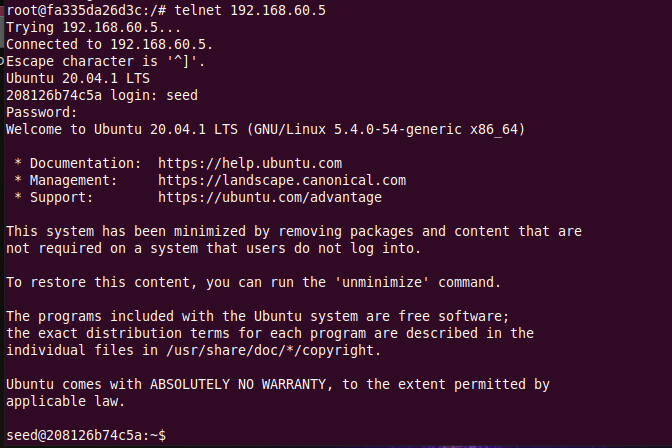 root@fa335da26d3c:/# telnet 192.168.60.5
Trying 192.168.60.5...
Connected to 192.168.60.5.
Escape character is '^]'.
Ubuntu 20.04.1 LTS
208126b74c5a login: seed
Password:
Welcome to Ubuntu 20.04.1 LTS (GNU/Linux 5.4.0-54-generic x86_64)

 * Documentation:  https://help.ubuntu.com
 * Management:     https://landscape.canonical.com
 * Support:        https://ubuntu.com/advantage

This system has been minimized by removing packages and content that are
not required on a system that users do not log into.

To restore this content, you can run the 'unminimize' command.

The programs included with the Ubuntu system are free software;
the exact distribution terms for each program are described in the
individual files in /usr/share/doc/*/copyright.

Ubuntu comes with ABSOLUTELY NO WARRANTY, to the extent permitted by
applicable law.

seed@208126b74c5a:~$